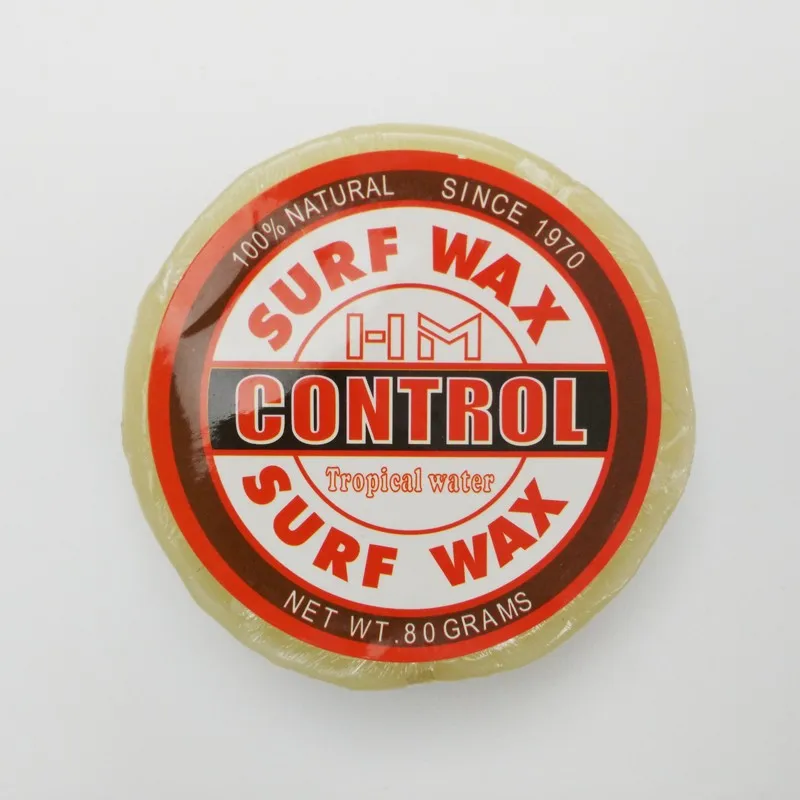 100% NATURAL SINCE 1970
SURF WAX
HM
CONTROL
Tropical water
SURF WAX
NET WT.80 GRAMS